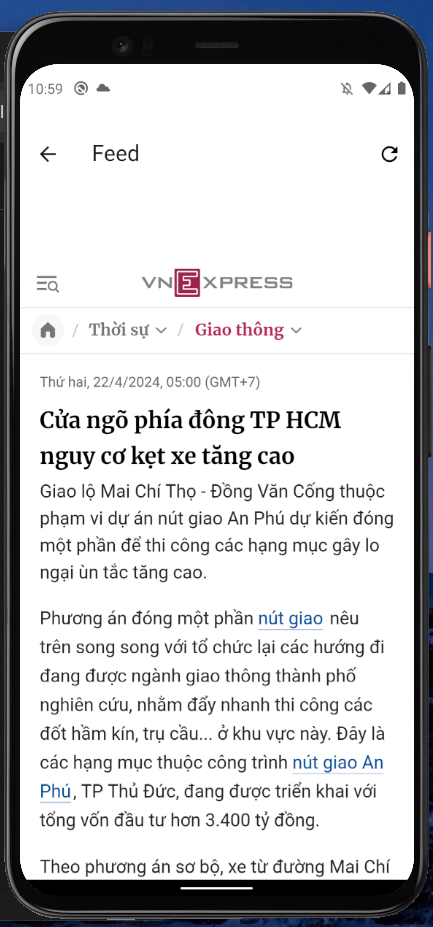 10:59
Feed
VNEXPRESS
/ Thời sự / Giao thông
Thứ hai, 22/4/2024, 05:00 (GMT+7)
Cửa ngõ phía đông TP HCM
nguy cơ kẹt xe tăng cao
Giao lộ Mai Chí Thọ - Đồng Văn Cống thuộc
phạm vi dự án nút giao An Phú dự kiến đóng
một phần để thi công các hạng mục gây lo
ngại ùn tắc tăng cao.
Phương án đóng một phần nút giao nêu
trên song song với tổ chức lại các hướng đi
đang được ngành giao thông thành phố
nghiên cứu, nhằm đẩy nhanh thi công các
đốt hầm kín, trụ cầu... ở khu vực này. Đây là
các hạng mục thuộc công trình nút giao An
Phú, TP Thủ Đức, đang được triển khai với
tổng vốn đầu tư hơn 3.400 tỷ đồng.
Theo phương án sơ bộ, xe từ đường Mai Chí